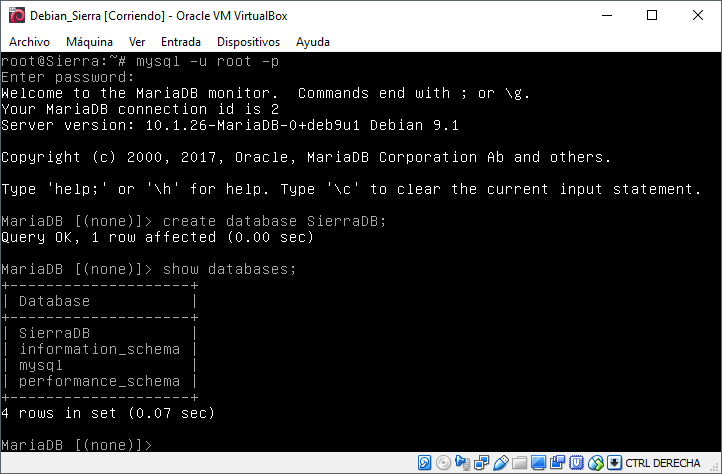 Debian_Sierra [Corriendo] - Oracle VM VirtualBox
Archivo Máquina Ver Entrada Dispositivos Ayuda
root@Sierra:~# mysql -u root -p
Enter password:
Welcome to the MariaDB monitor.  Commands end with ; or \g.
Your MariaDB connection id is 2
Server version: 10.1.26-MariaDB-0+deb9u1 Debian 9.1
Copyright (c) 2000, 2017, Oracle, MariaDB Corporation Ab and others.
Type 'help;' or '\h' for help. Type '\c' to clear the current input statement.
MariaDB [(none)]> create database SierraDB;
Query OK, 1 row affected (0.00 sec)
MariaDB [(none)]> show databases;
+--------------------+
| Database           |
+--------------------+
| SierraDB           |
| information_schema |
| mysql              |
| performance_schema |
+--------------------+
4 rows in set (0.07 sec)
MariaDB [(none)]>
CTRL DERECHA